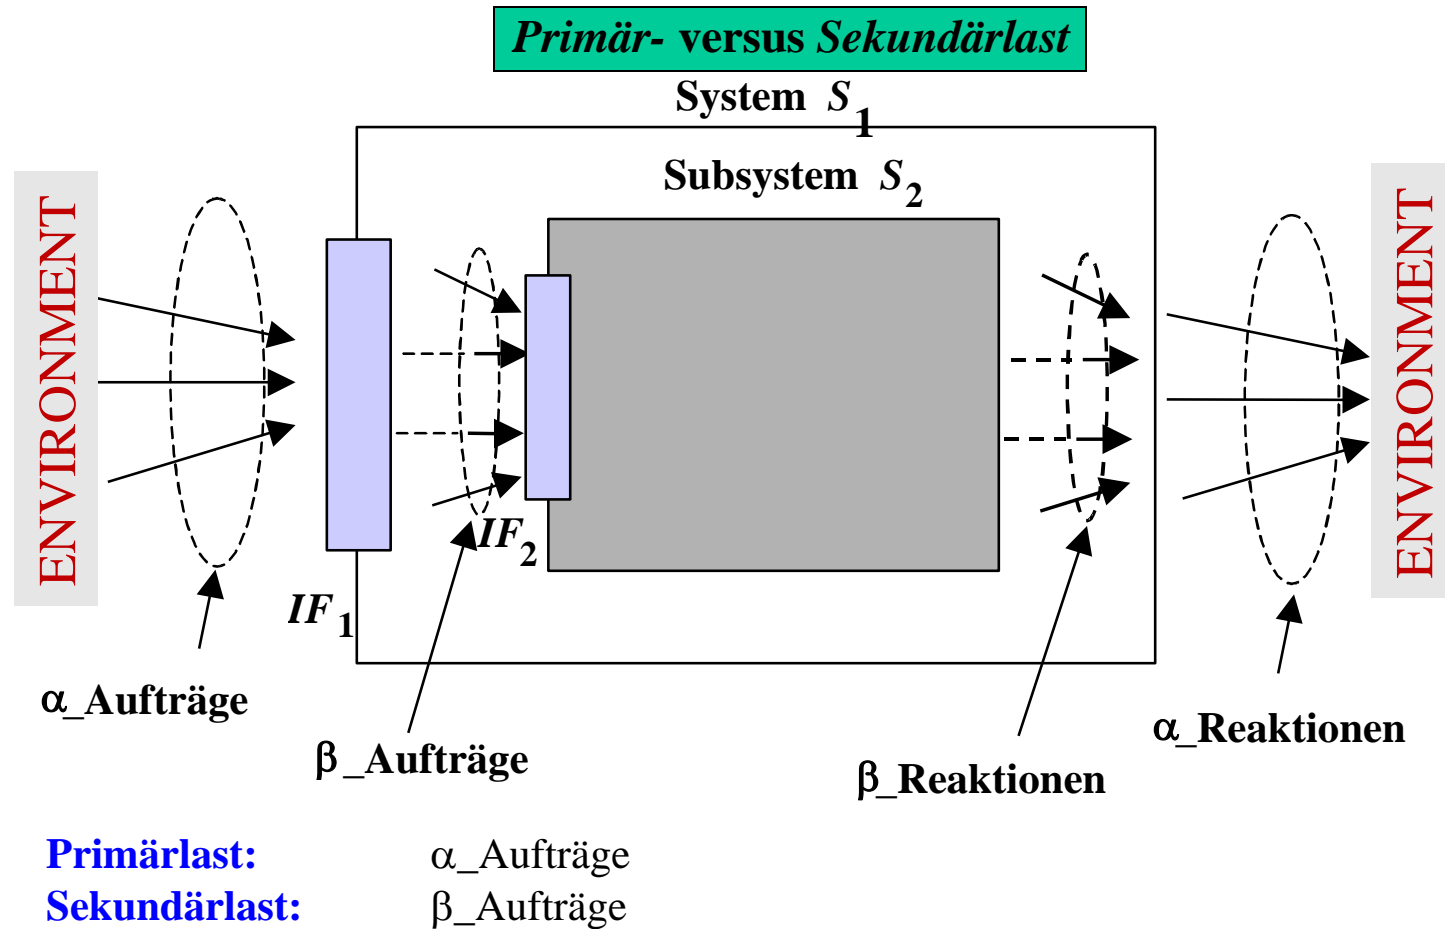 Primär- versus Sekundärlast
System S1
Subsystem S2
ENVIRONMENT
ENVIRONMENT
IF2
IF1
α_Aufträge
β_Aufträge
β_Reaktionen
α_Reaktionen
Primärlast: α_Aufträge
Sekundärlast: β_Aufträge